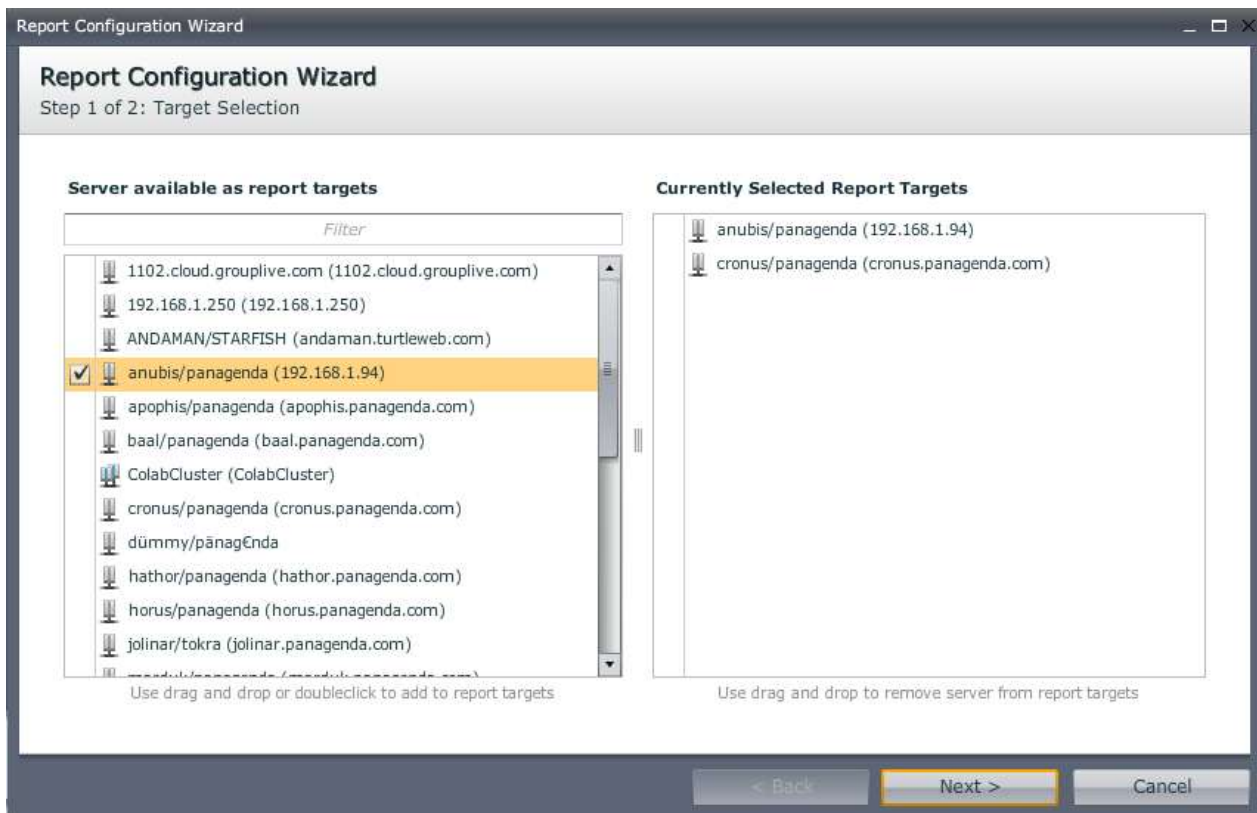 Report Configuration Wizard
Report Configuration Wizard
Step 1 of 2: Target Selection
Server available as report targets
Filter
1102.cloud.grouplive.com (1102.cloud.grouplive.com)
192.168.1.250 (192.168.1.250)
ANDAMAN/STARFISH (andaman.turtleweb.com)
anubis/panagenda (192.168.1.94)
apophis/panagenda (apophis.panagenda.com)
baal/panagenda (baal.panagenda.com)
ColabCluster (ColabCluster)
cronus/panagenda (cronus.panagenda.com)
dümmy/pänag€nda
hathor/panagenda (hathor.panagenda.com)
horus/panagenda (horus.panagenda.com)
jolinar/tokra (jolinar.panagenda.com)
Use drag and drop or doubleclick to add to report targets
Currently Selected Report Targets
anubis/panagenda (192.168.1.94)
cronus/panagenda (cronus.panagenda.com)
Use drag and drop to remove server from report targets
< Back
Next >
Cancel